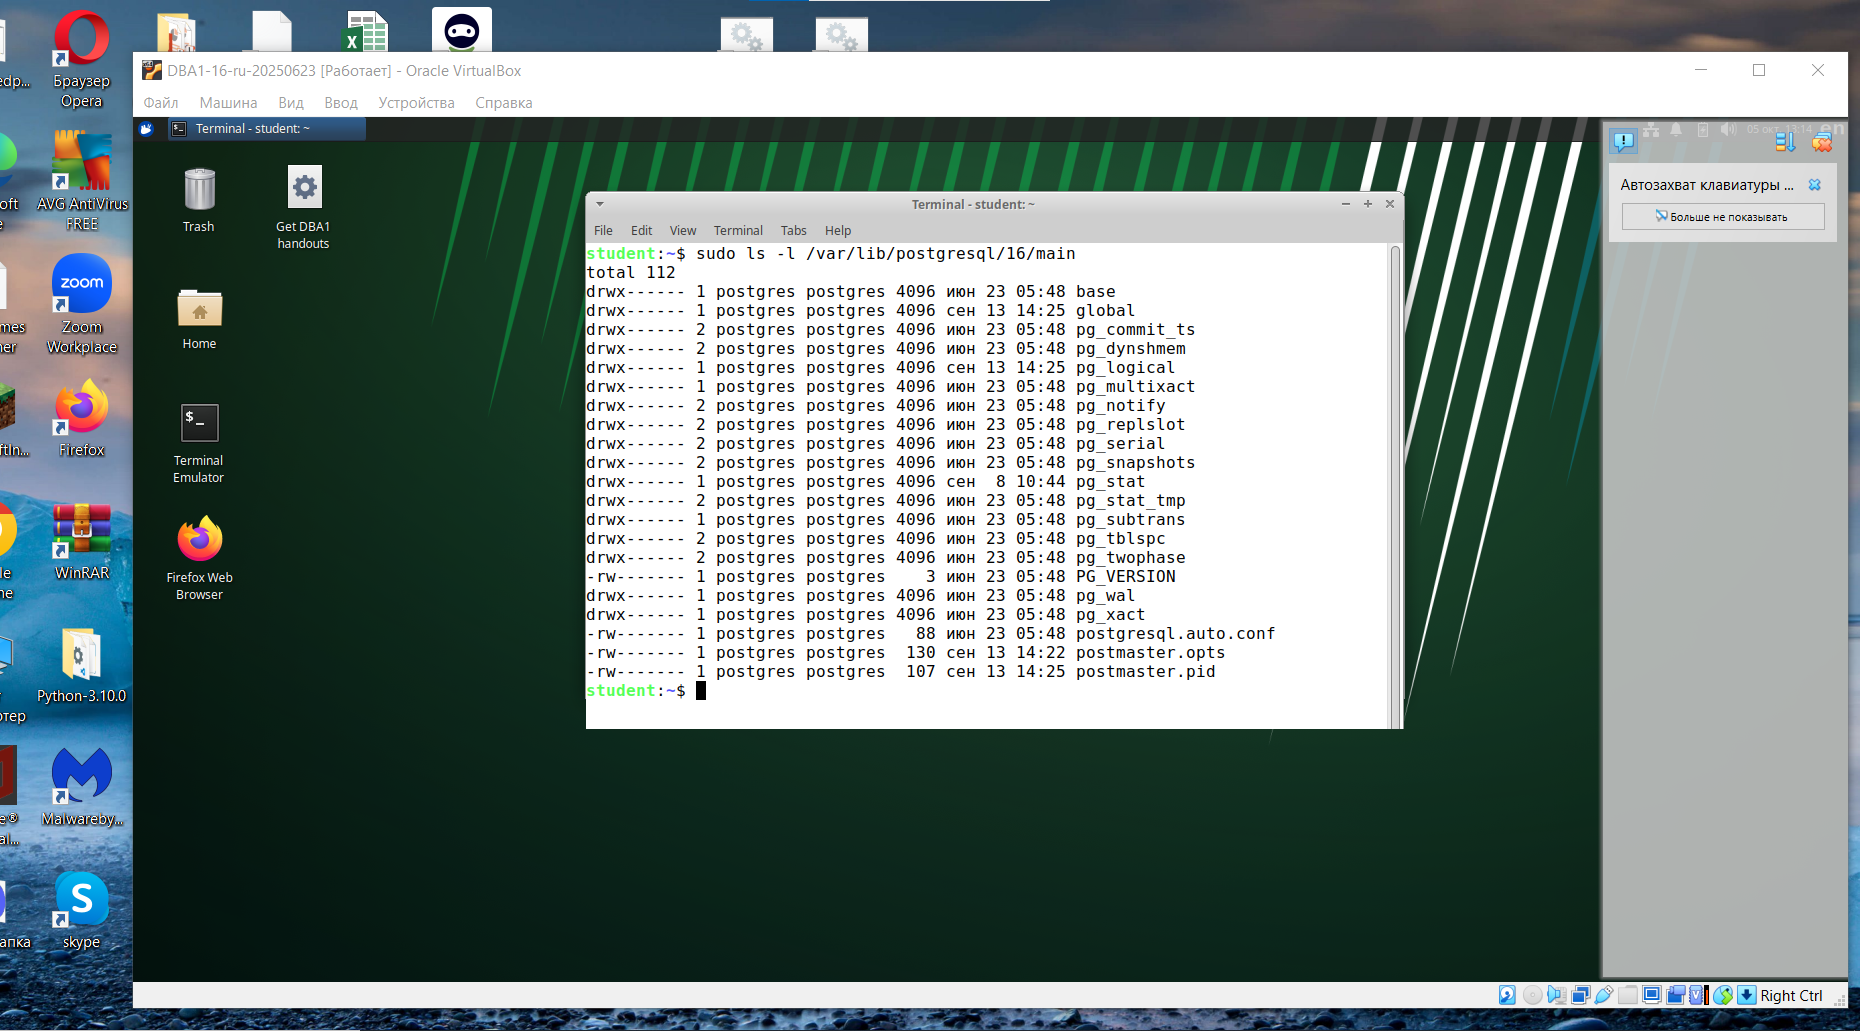 edp...
Браузер
Opera
oft
e
AVG AntiVirus
FREE
mes
ner
zoom
Zoom
Workplace
ftIn...
Firefox
le
me
WinRAR
отер
Python-3.10.0
e®
al...
Malwareby...
апка
S
skype
X
DBA1-16-ru-20250623 [Работает] - Oracle VirtualBox
Файл Машина Вид Ввод Устройства Справка
Terminal - student: ~
05 окт, 13:14 en
Trash
Get DBA1
handouts
Home
$_
Terminal
Emulator
Firefox Web
Browser
Terminal - student: ~
File Edit View Terminal Tabs Help
student:~$ sudo ls -l /var/lib/postgresql/16/main
total 112
drwx------ 1 postgres postgres 4096 июн 23 05:48 base
drwx------ 1 postgres postgres 4096 сен 13 14:25 global
drwx------ 2 postgres postgres 4096 июн 23 05:48 pg_commit_ts
drwx------ 2 postgres postgres 4096 июн 23 05:48 pg_dynshmem
drwx------ 1 postgres postgres 4096 сен 13 14:25 pg_logical
drwx------ 1 postgres postgres 4096 июн 23 05:48 pg_multixact
drwx------ 2 postgres postgres 4096 июн 23 05:48 pg_notify
drwx------ 2 postgres postgres 4096 июн 23 05:48 pg_replslot
drwx------ 2 postgres postgres 4096 июн 23 05:48 pg_serial
drwx------ 2 postgres postgres 4096 июн 23 05:48 pg_snapshots
drwx------ 1 postgres postgres 4096 сен  8 10:44 pg_stat
drwx------ 2 postgres postgres 4096 июн 23 05:48 pg_stat_tmp
drwx------ 1 postgres postgres 4096 июн 23 05:48 pg_subtrans
drwx------ 2 postgres postgres 4096 июн 23 05:48 pg_tblspc
drwx------ 2 postgres postgres 4096 июн 23 05:48 pg_twophase
-rw------- 1 postgres postgres    3 июн 23 05:48 PG_VERSION
drwx------ 1 postgres postgres 4096 июн 23 05:48 pg_wal
drwx------ 1 postgres postgres 4096 июн 23 05:48 pg_xact
-rw------- 1 postgres postgres   88 июн 23 05:48 postgresql.auto.conf
-rw------- 1 postgres postgres  130 сен 13 14:22 postmaster.opts
-rw------- 1 postgres postgres  107 сен 13 14:25 postmaster.pid
student:~$
Автозахват клавиатуры ...
Больше не показывать
Right Ctrl